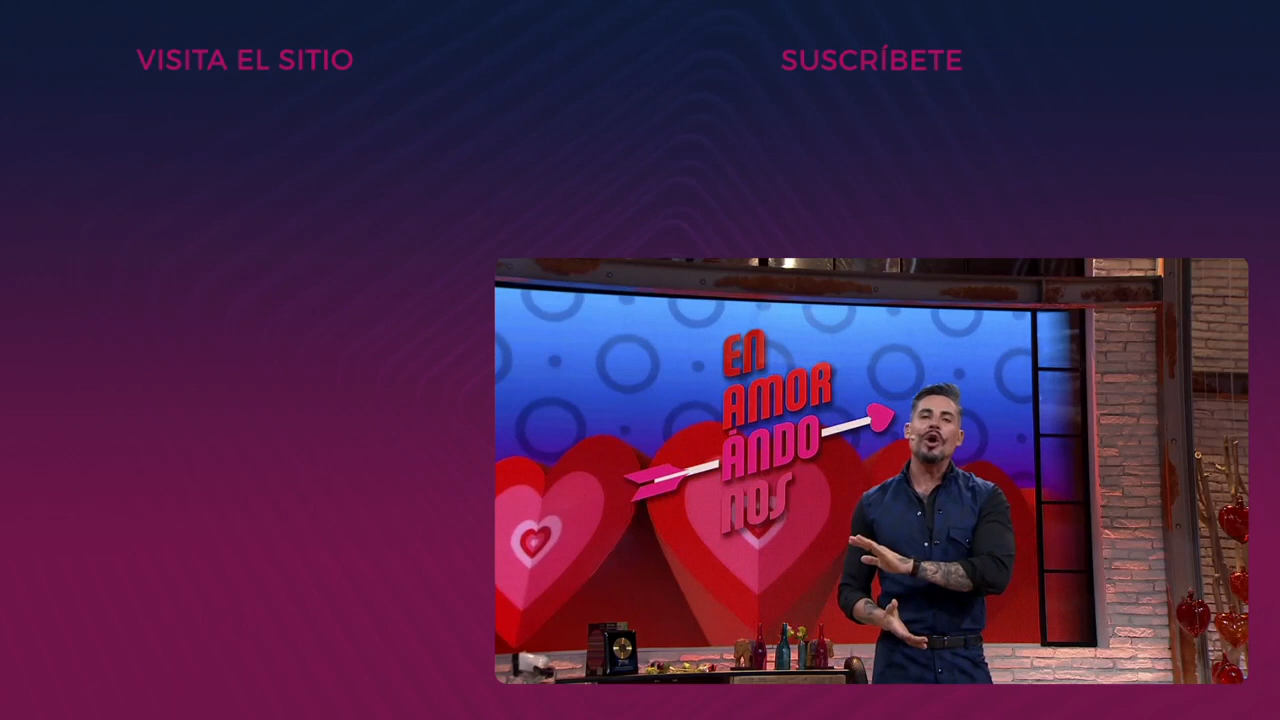 VISITA EL SITIO
SUSCRÍBETE
EN
AMOR
ÁNDO
NOS